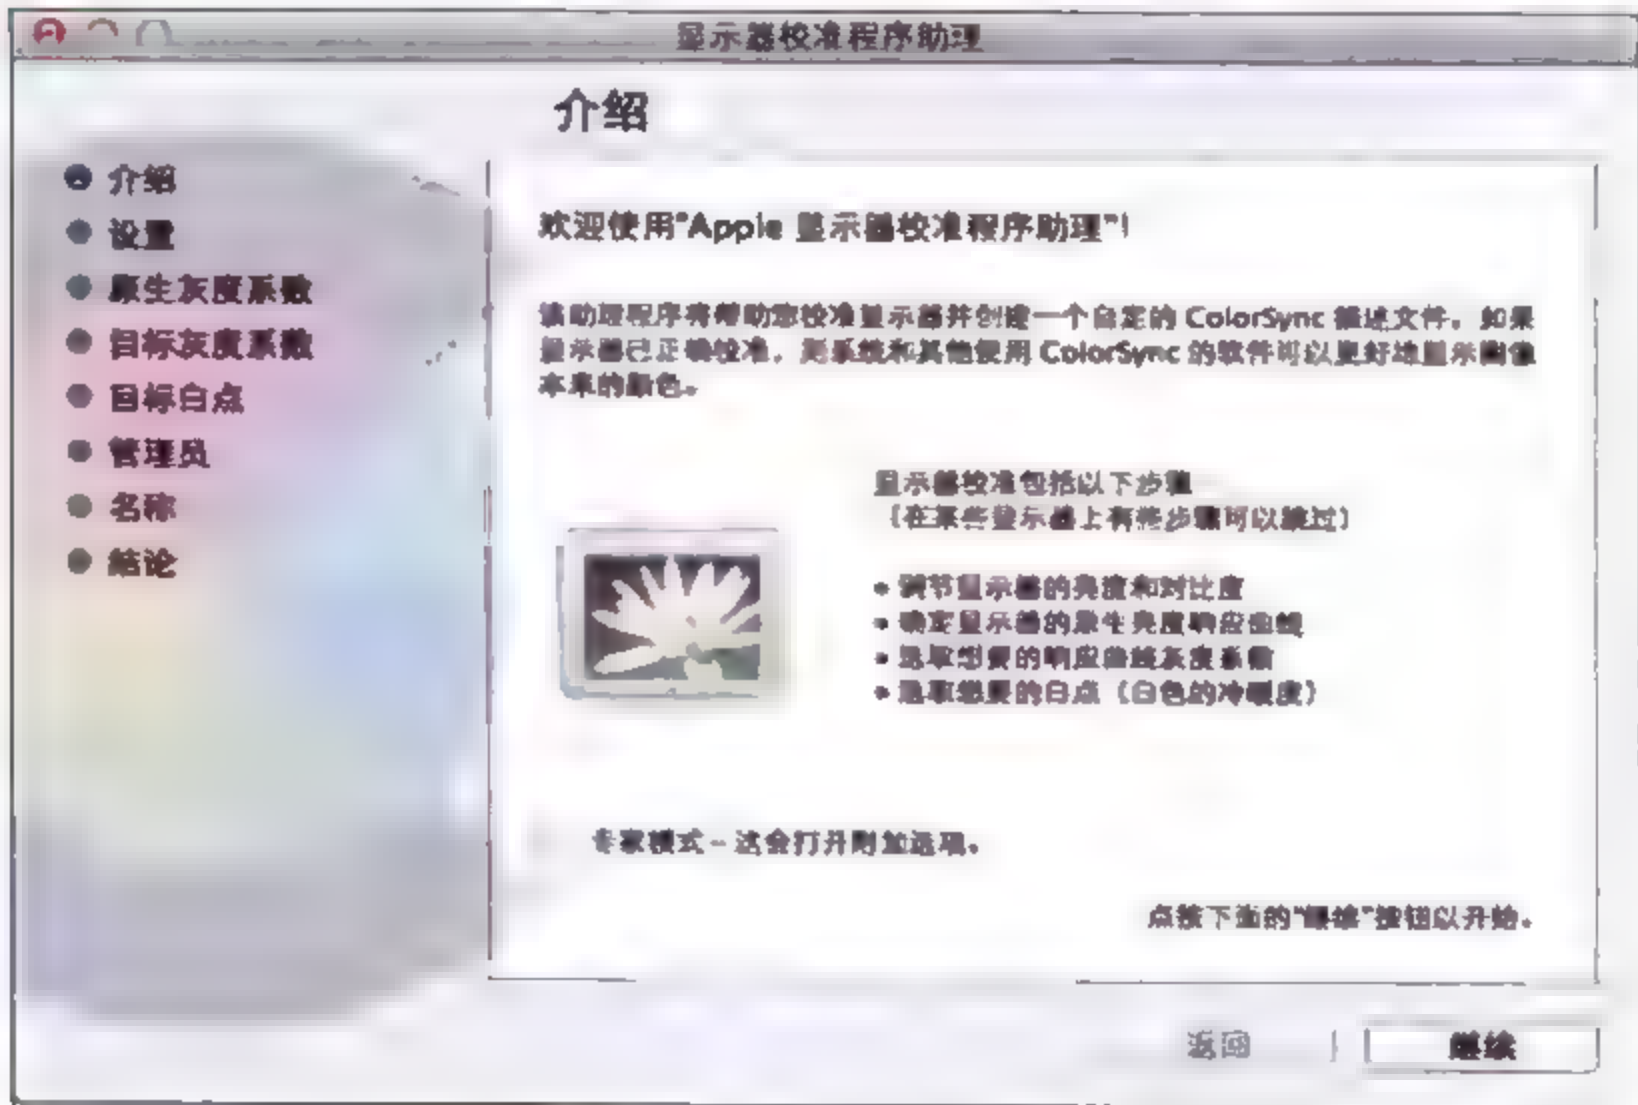 显示器校准程序助理
介绍
介绍
设置
原生灰度系数
目标灰度系数
目标白点
管理员
名称
结论
欢迎使用“Apple 显示器校准程序助理”!
该助理程序将帮助您校准显示器并创建一个自定的 ColorSync 描述文件。如果
显示器已正确校准,则系统和其他使用 ColorSync 的软件可以更好地显示图像
本来的颜色。
显示器校准包括以下步骤
(在某些显示器上有些步骤可以跳过)
• 调节显示器的亮度和对比度
• 确定显示器的原生亮度响应曲线
• 选取想要的响应曲线灰度系数
• 选取想要的白点(白色的冷暖度)
专家模式 – 这会打开附加选项。
点按下面的“继续”按钮以开始。
返回
继续